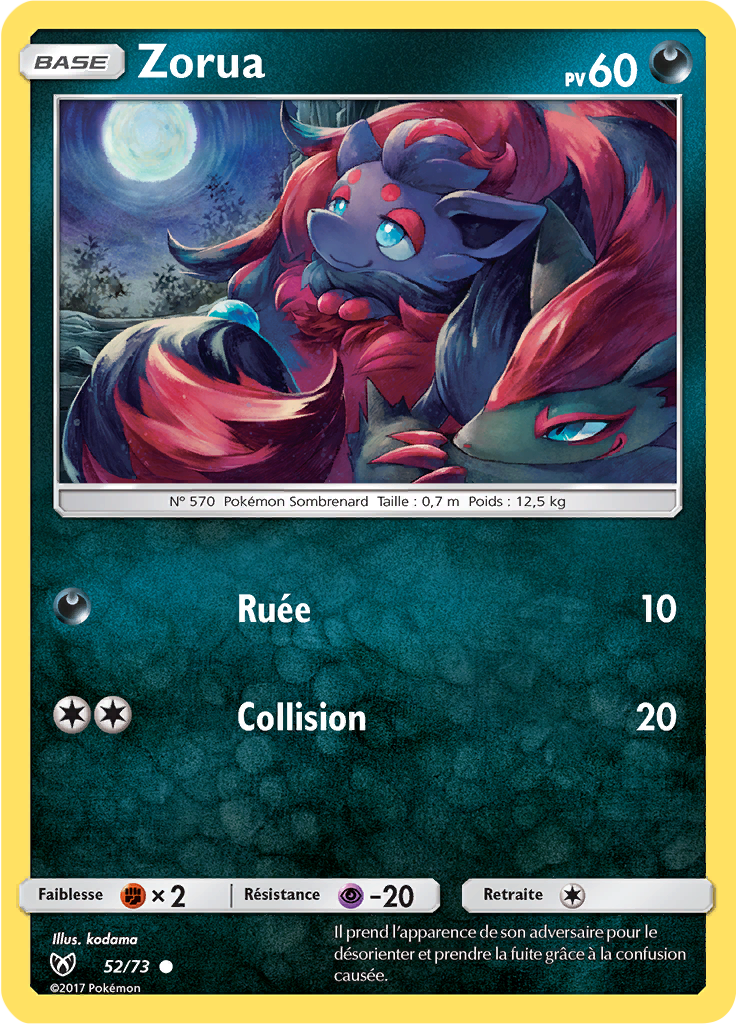 BASE Zorua PV60
N° 570 Pokémon Sombrenard Taille : 0,7 m Poids : 12,5 kg
Ruée 10
Collision 20
Faiblesse × 2 Résistance -20 Retraite
Illus. kodama
Il prend l'apparence de son adversaire pour le
désorienter et prendre la fuite grâce à la confusion
causée.
52/73
©2017 Pokémon